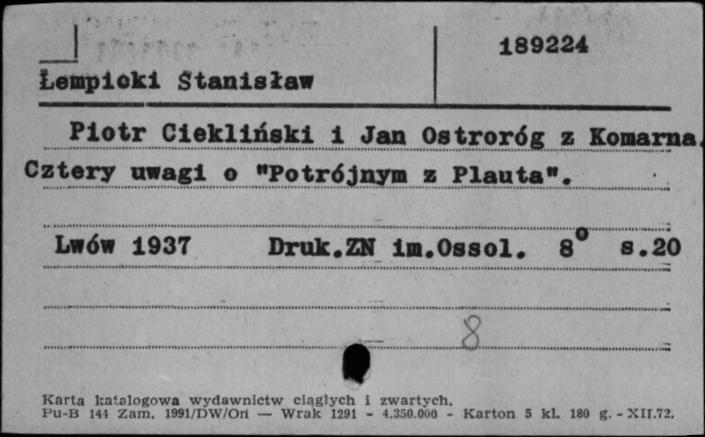 189224
Łempicki Stanisław
Piotr Ciekliński i Jan Ostroróg z Komarna.
Cztery uwagi o "Potrójnym z Plauta".
Lwów 1937 Druk.ZN im.Ossol. 8° s.20
8
Karta katalogowa wydawnictw ciągłych i zwartych.
Pu-B 144 Zam. 1991/DW/Ori — Wrak 1291 - 4.350.000 - Karton 5 kl. 180 g. - XII.72.